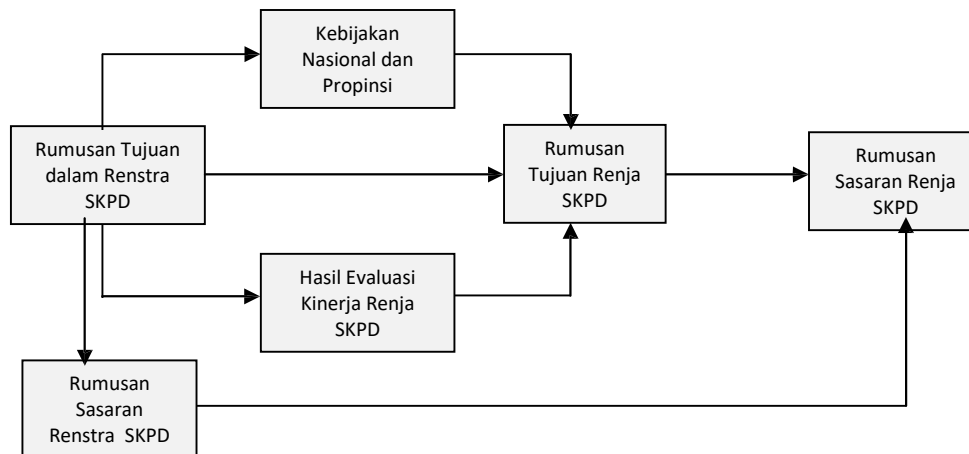 Kebijakan
Nasional dan
Propinsi
Rumusan Tujuan
dalam Renstra
SKPD
Rumusan
Tujuan Renja
SKPD
Rumusan
Sasaran Renja
SKPD
Hasil Evaluasi
Kinerja Renja
SKPD
Rumusan
Sasaran
Renstra SKPD